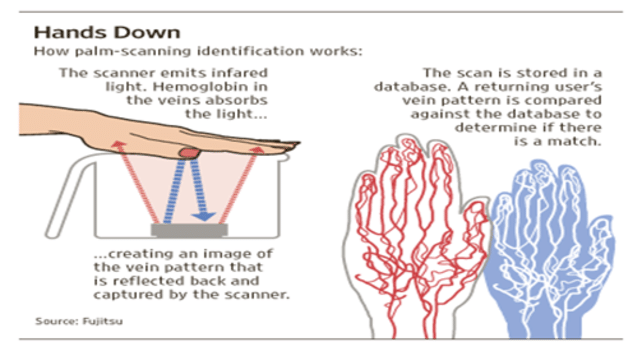 Hands Down
How palm-scanning identification works:
The scanner emits infared
light. Hemoglobin in
the veins absorbs
the light...
...creating an image of
the vein pattern that
is reflected back and
captured by the scanner.
The scan is stored in a
database. A returning user's
vein pattern is compared
against the database to
determine if there
is a match.
Source: Fujitsu